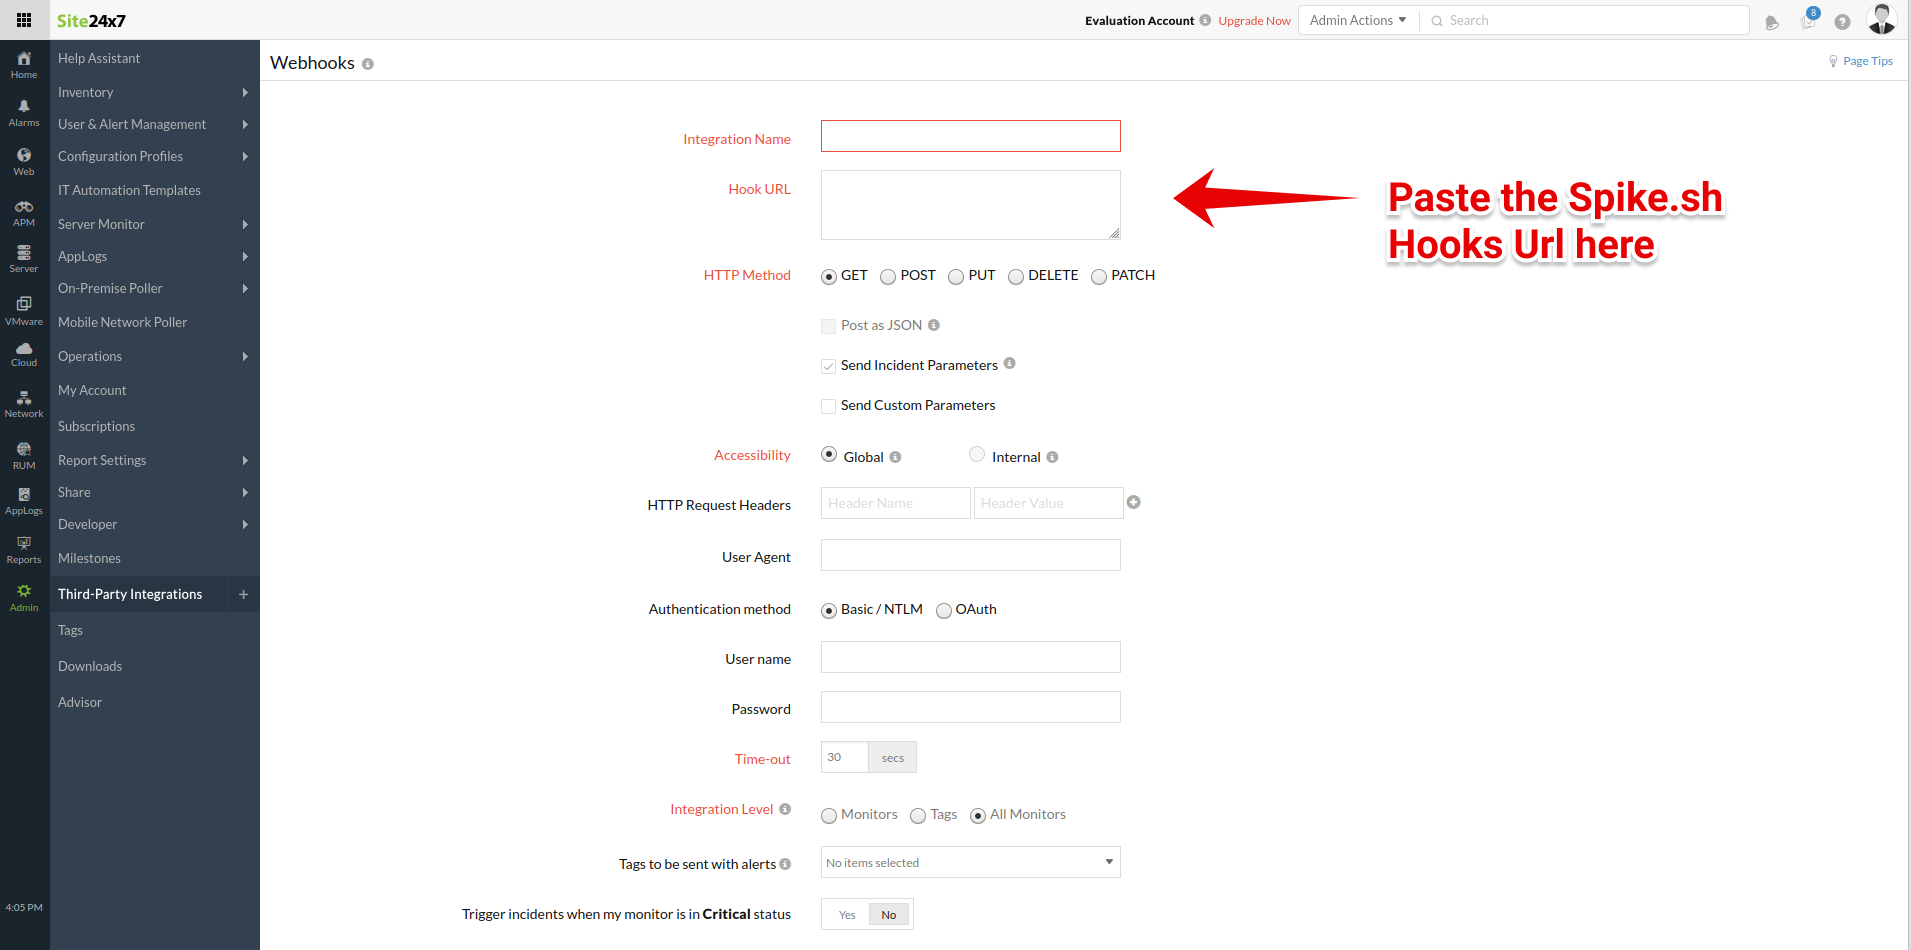 Site24x7
Evaluation Account
Upgrade Now
Admin Actions
Search
8
Home
Alarms
Web
APM
Server
VMware
Cloud
Network
RUM
AppLogs
Reports
Admin
4:05 PM
Help Assistant
Inventory
User & Alert Management
Configuration Profiles
IT Automation Templates
Server Monitor
AppLogs
On-Premise Poller
Mobile Network Poller
Operations
My Account
Subscriptions
Report Settings
Share
Developer
Milestones
Third-Party Integrations +
Tags
Downloads
Advisor
Webhooks
Page Tips
Integration Name
Hook URL
Paste the Spike.sh
Hooks Url here
HTTP Method GET POST PUT DELETE PATCH
Post as JSON
Send Incident Parameters
Send Custom Parameters
Accessibility Global Internal
HTTP Request Headers Header Name Header Value
User Agent
Authentication method Basic / NTLM OAuth
User name
Password
Time-out 30 secs
Integration Level Monitors Tags All Monitors
Tags to be sent with alerts No items selected
Trigger incidents when my monitor is in Critical status Yes No